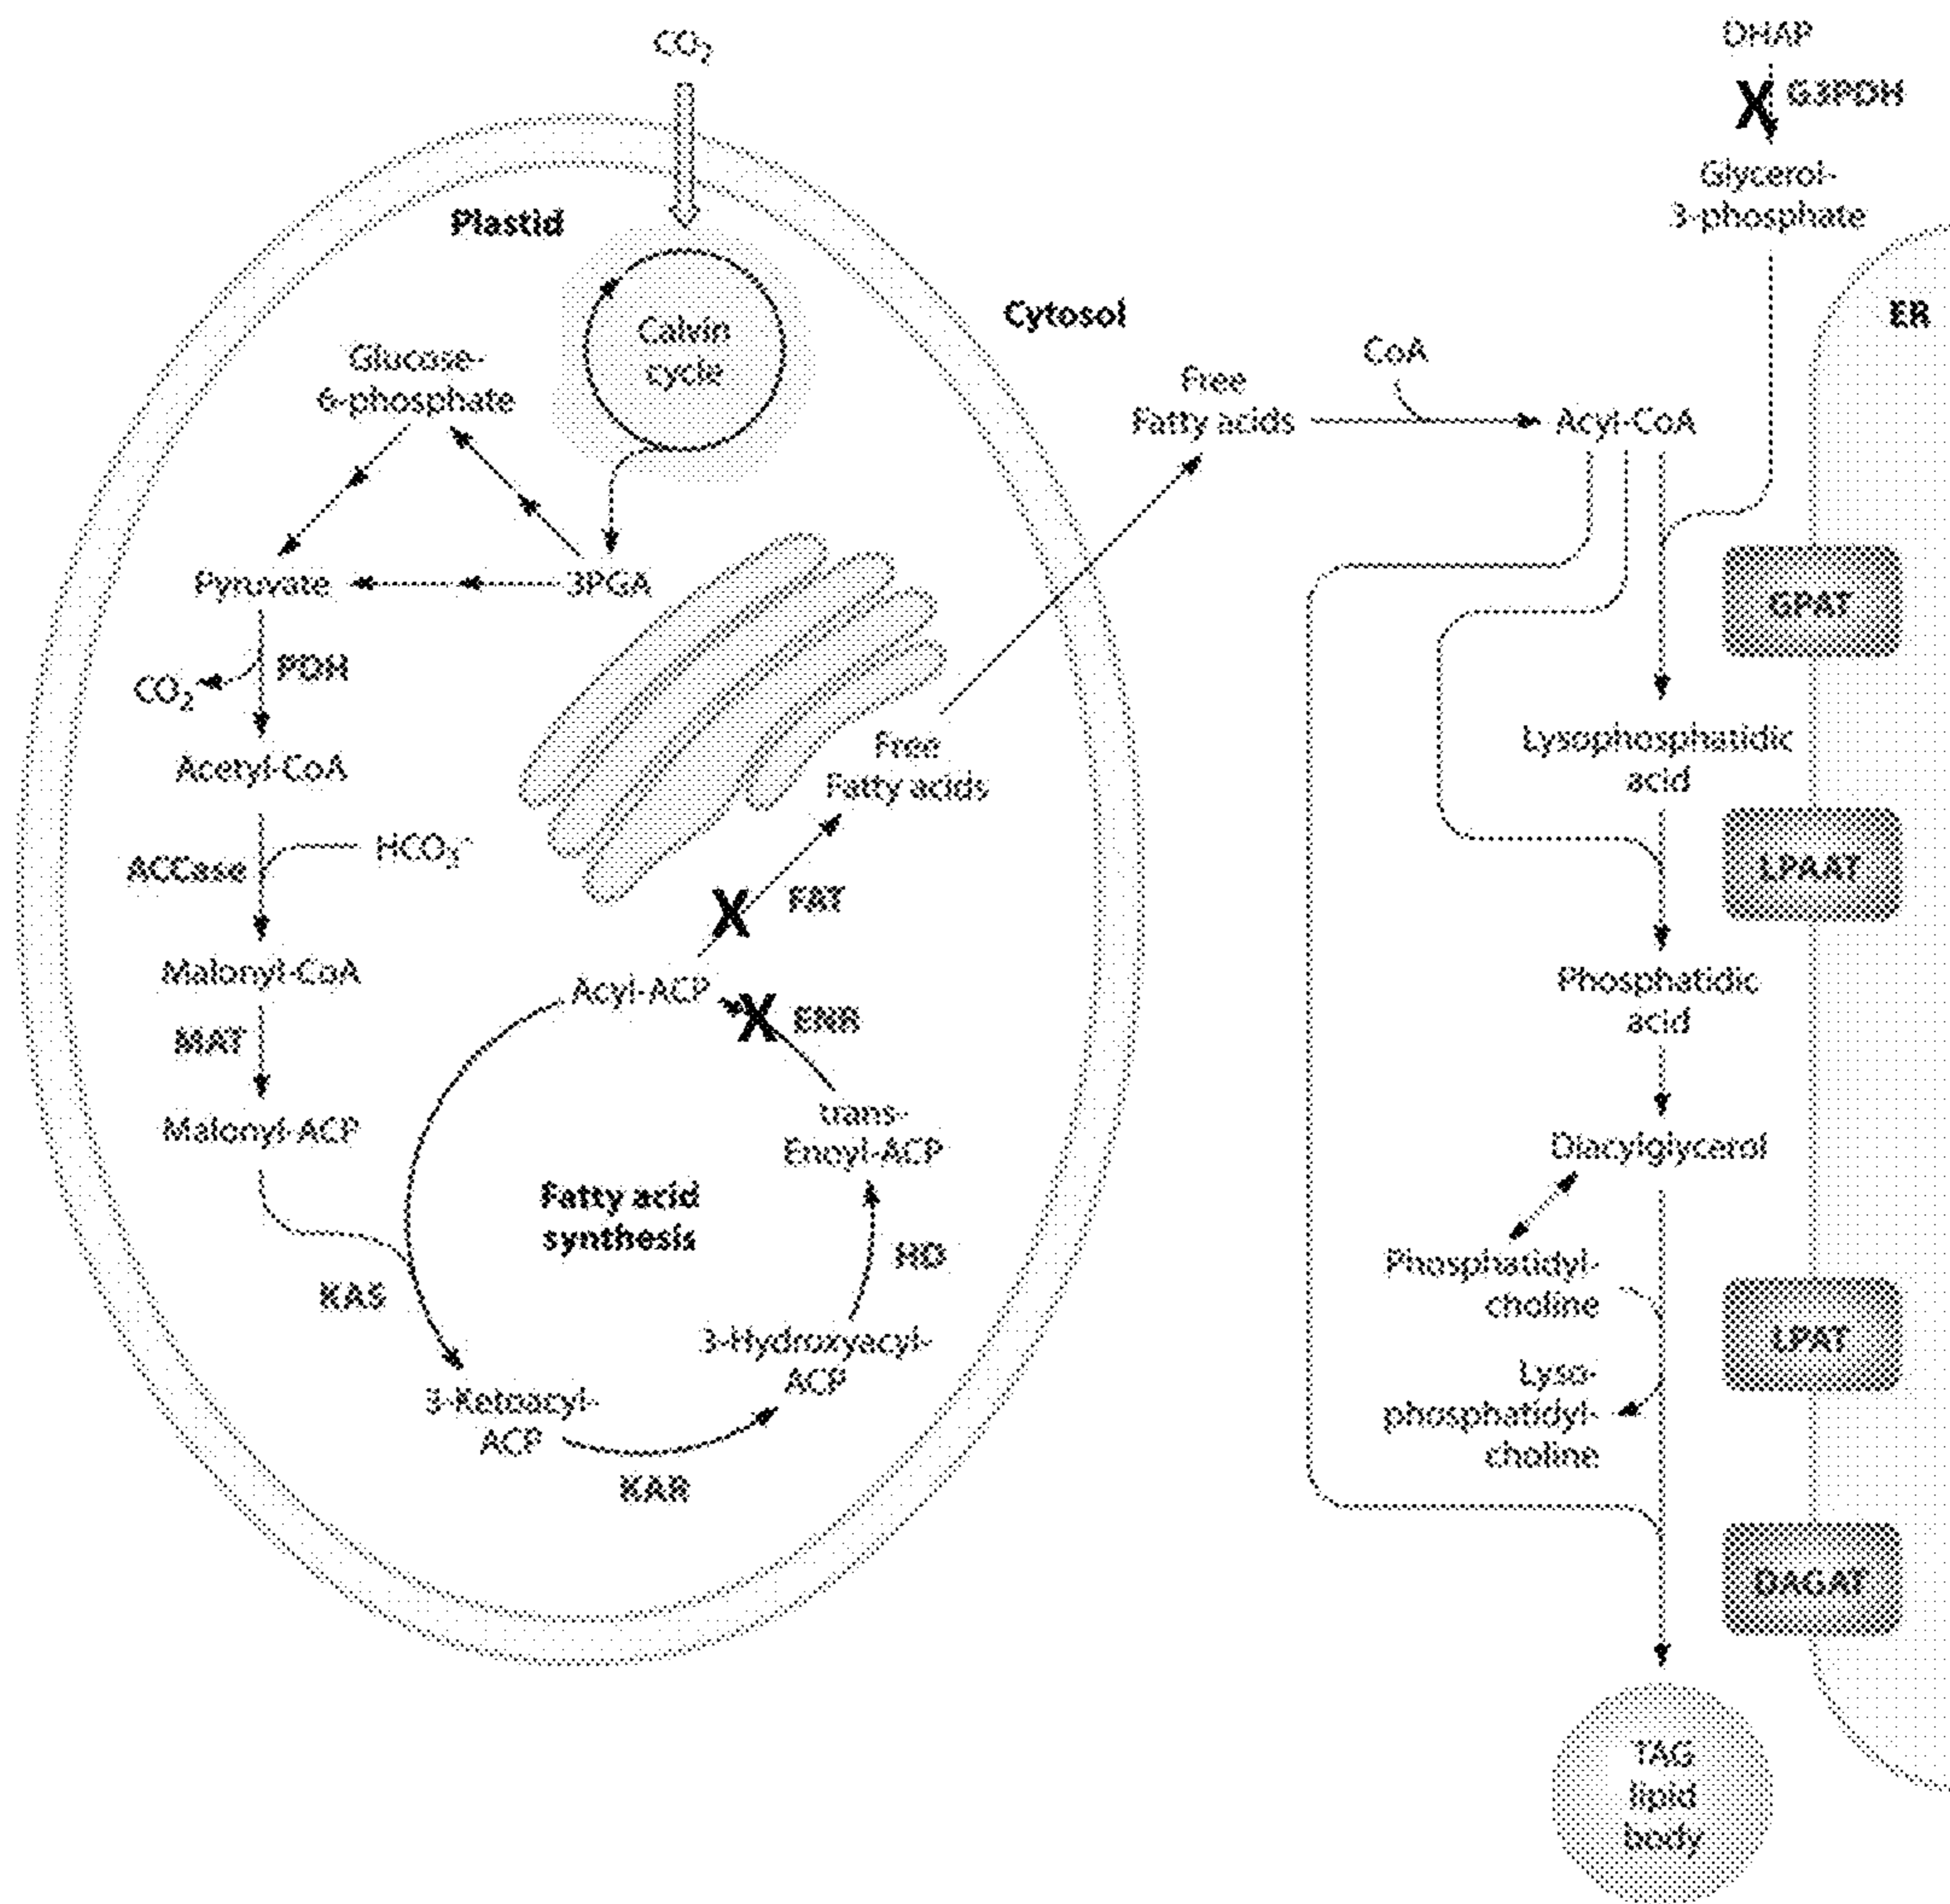 CO2
DHAP
X G3PDH
Glycerol-
3-phosphate
Plastid
Cytosol
ER
Calvin
cycle
Glucose-
6-phosphate
CoA
Free
Fatty acids
Acyl-CoA
Pyruvate
3PGA
GPAT
PDH
CO2
Lysophosphatidic
acid
Acetyl-CoA
Free
Fatty acids
HCO3-
ACCase
LPAAT
X FAT
Malonyl-CoA
Acyl-ACP
X ENR
Phosphatidic
acid
MAT
Malonyl-ACP
trans-
Enoyl-ACP
Diacylglycerol
Fatty acid
synthesis
HD
Phosphatidyl-
choline
KAS
LPAT
3-Hydroxyacyl-
ACP
Lyso-
phosphatidyl-
choline
3-Ketoacyl-
ACP
KAR
DAGAT
TAG
lipid
body